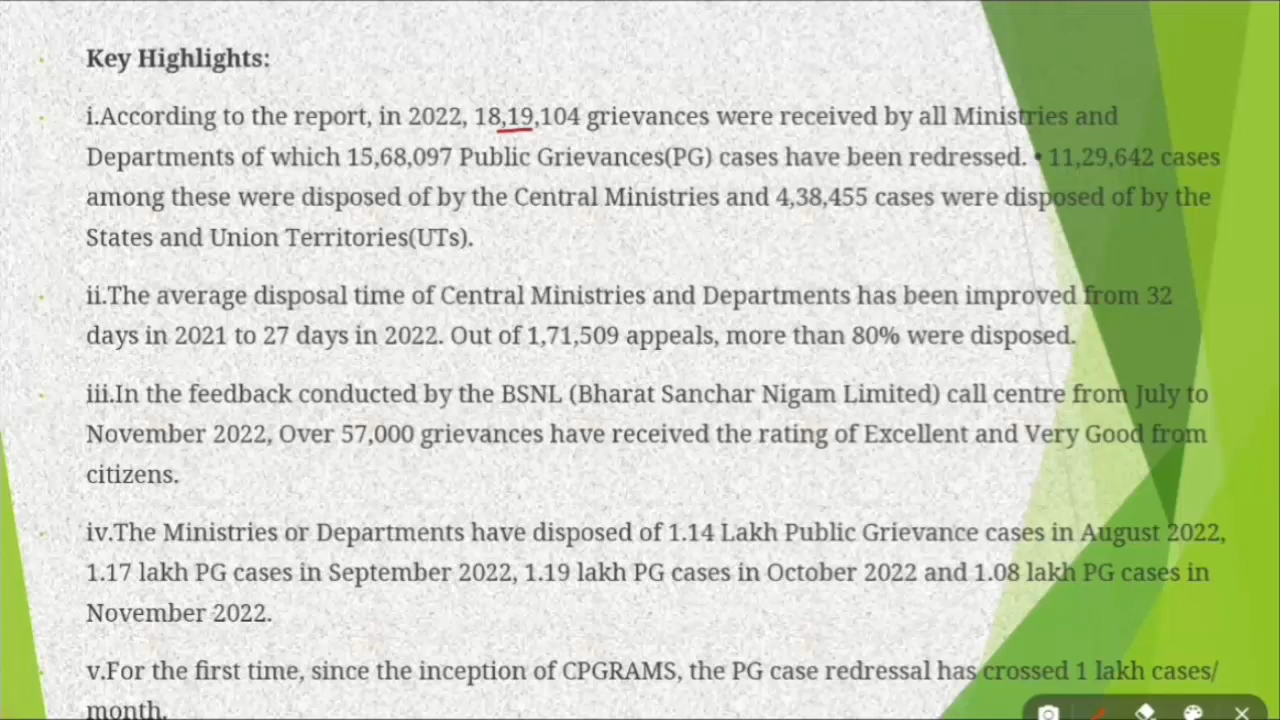 Key Highlights:
i.According to the report, in 2022, 18,19,104 grievances were received by all Ministries and
Departments of which 15,68,097 Public Grievances(PG) cases have been redressed. • 11,29,642 cases
among these were disposed of by the Central Ministries and 4,38,455 cases were disposed of by the
States and Union Territories(UTs).
ii.The average disposal time of Central Ministries and Departments has been improved from 32
days in 2021 to 27 days in 2022. Out of 1,71,509 appeals, more than 80% were disposed.
iii.In the feedback conducted by the BSNL (Bharat Sanchar Nigam Limited) call centre from July to
November 2022, Over 57,000 grievances have received the rating of Excellent and Very Good from
citizens.
iv.The Ministries or Departments have disposed of 1.14 Lakh Public Grievance cases in August 2022,
1.17 lakh PG cases in September 2022, 1.19 lakh PG cases in October 2022 and 1.08 lakh PG cases in
November 2022.
v.For the first time, since the inception of CPGRAMS, the PG case redressal has crossed 1 lakh cases/
month.